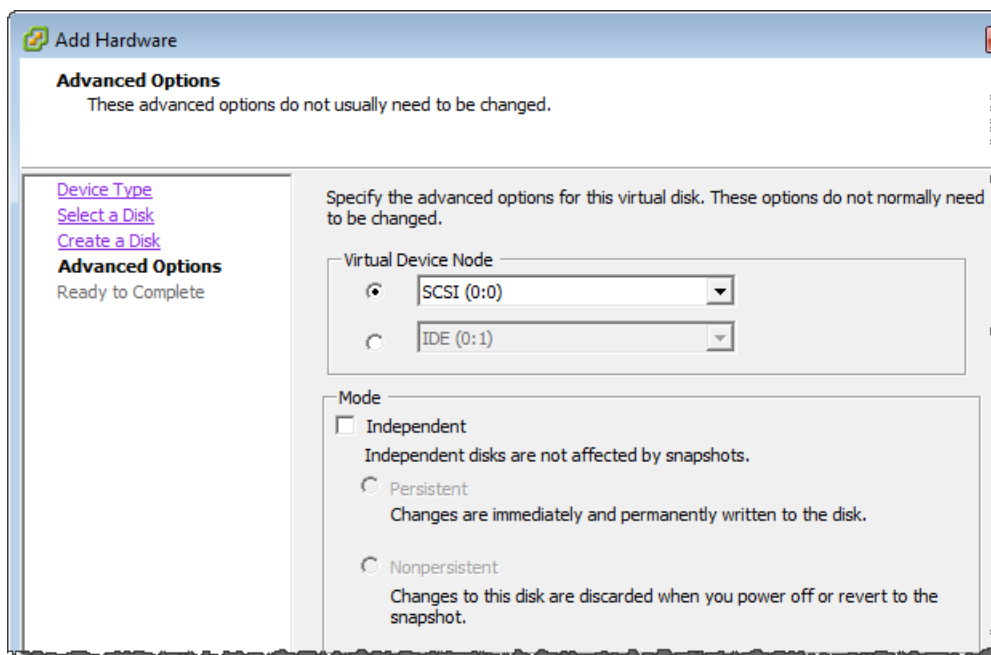 Add Hardware
Advanced Options
These advanced options do not usually need to be changed.
Device Type
Select a Disk
Create a Disk
Advanced Options
Ready to Complete
Specify the advanced options for this virtual disk. These options do not normally need
to be changed.
Virtual Device Node
SCSI (0:0)
IDE (0:1)
Mode
Independent
Independent disks are not affected by snapshots.
Persistent
Changes are immediately and permanently written to the disk.
Nonpersistent
Changes to this disk are discarded when you power off or revert to the
snapshot.